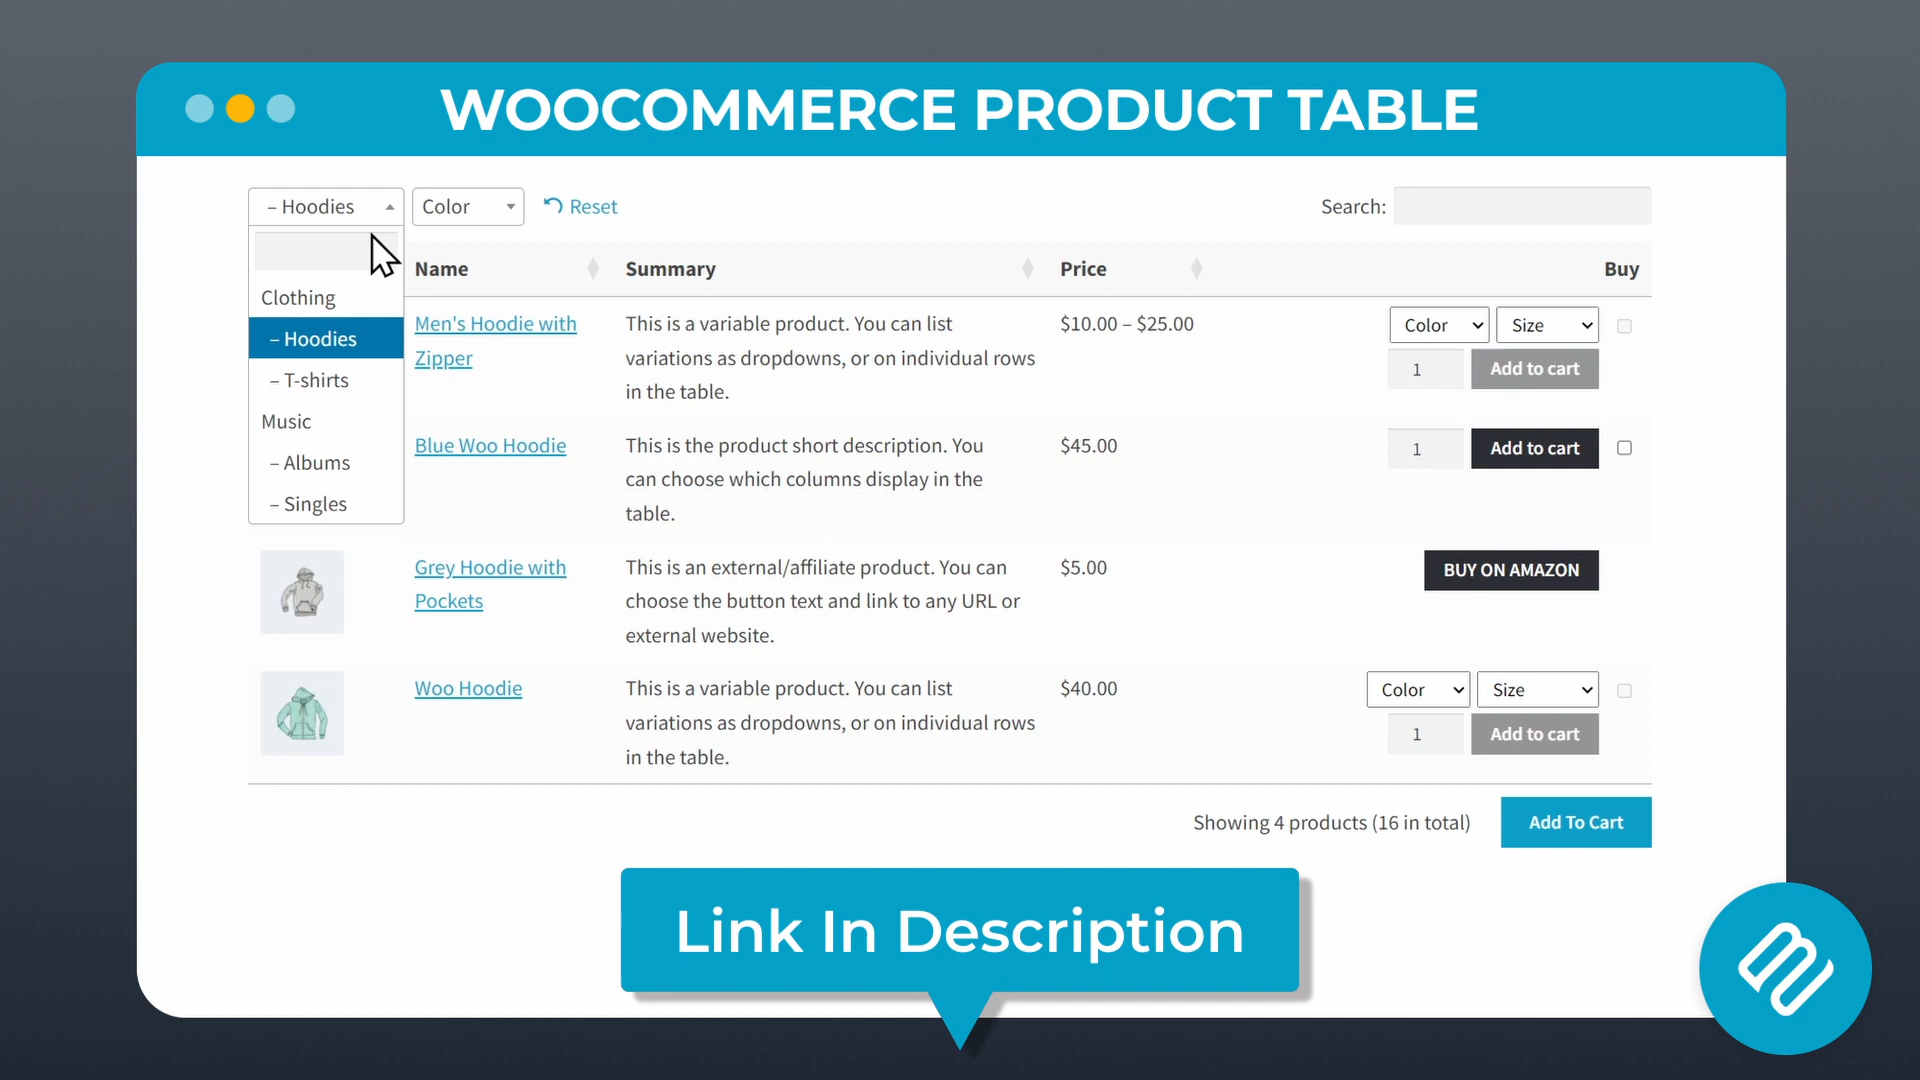 WOOCOMMERCE PRODUCT TABLE
– Hoodies
Color
Reset
Search:
Clothing
– Hoodies
– T-shirts
Music
– Albums
– Singles
Name
Summary
Price
Buy
Men's Hoodie with
Zipper
This is a variable product. You can list
variations as dropdowns, or on individual rows
in the table.
$10.00 – $25.00
Color
Size
1
Add to cart
Blue Woo Hoodie
This is the product short description. You
can choose which columns display in the
table.
$45.00
1
Add to cart
Grey Hoodie with
Pockets
This is an external/affiliate product. You can
choose the button text and link to any URL or
external website.
$5.00
BUY ON AMAZON
Woo Hoodie
This is a variable product. You can list
variations as dropdowns, or on individual rows
in the table.
$40.00
Color
Size
1
Add to cart
Showing 4 products (16 in total)
Add To Cart
Link In Description